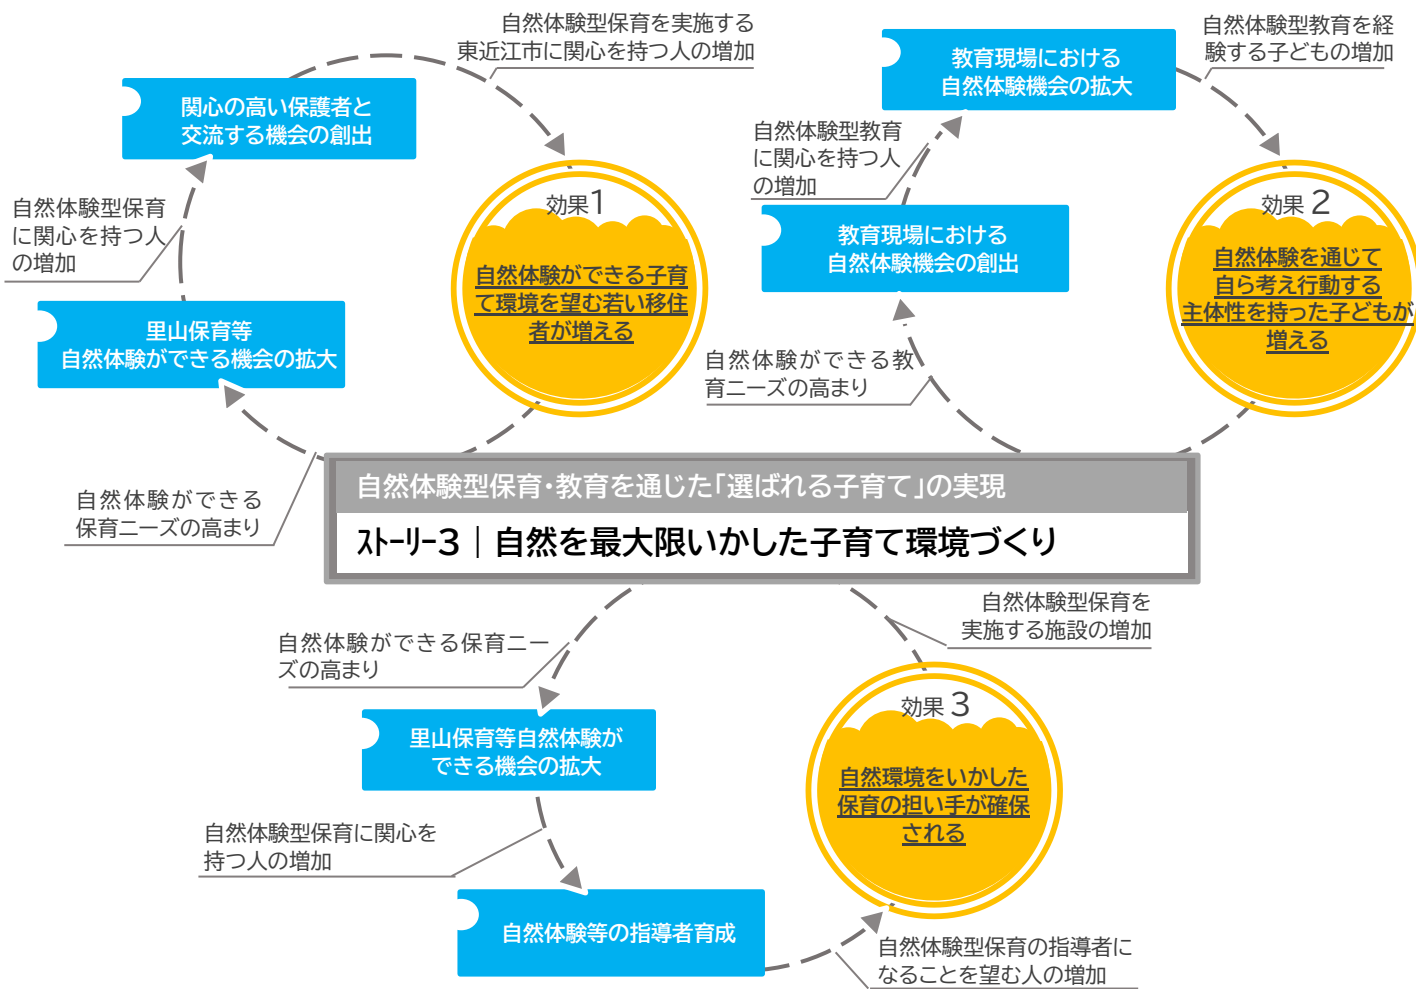 自然体験型保育を実施する
東近江市に関心を持つ人の増加
関心の高い保護者と
交流する機会の創出
自然体験型保育
に関心を持つ人
の増加
里山保育等
自然体験ができる機会の拡大
効果1
自然体験ができる子育
て環境を望む若い移住
者が増える
自然体験ができる
保育ニーズの高まり
自然体験型教育を経
験する子どもの増加
教育現場における
自然体験機会の拡大
自然体験型教育
に関心を持つ人
の増加
教育現場における
自然体験機会の創出
効果 2
自然体験を通じて
自ら考え行動する
主体性を持った子どもが
増える
自然体験ができる教
育ニーズの高まり
自然体験型保育・教育を通じた「選ばれる子育て」の実現
ストーリー3｜自然を最大限いかした子育て環境づくり
自然体験ができる保育ニー
ズの高まり
自然体験型保育を
実施する施設の増加
里山保育等自然体験が
できる機会の拡大
効果 3
自然環境をいかした
保育の担い手が確保
される
自然体験型保育に関心を
持つ人の増加
自然体験等の指導者育成
自然体験型保育の指導者に
なることを望む人の増加